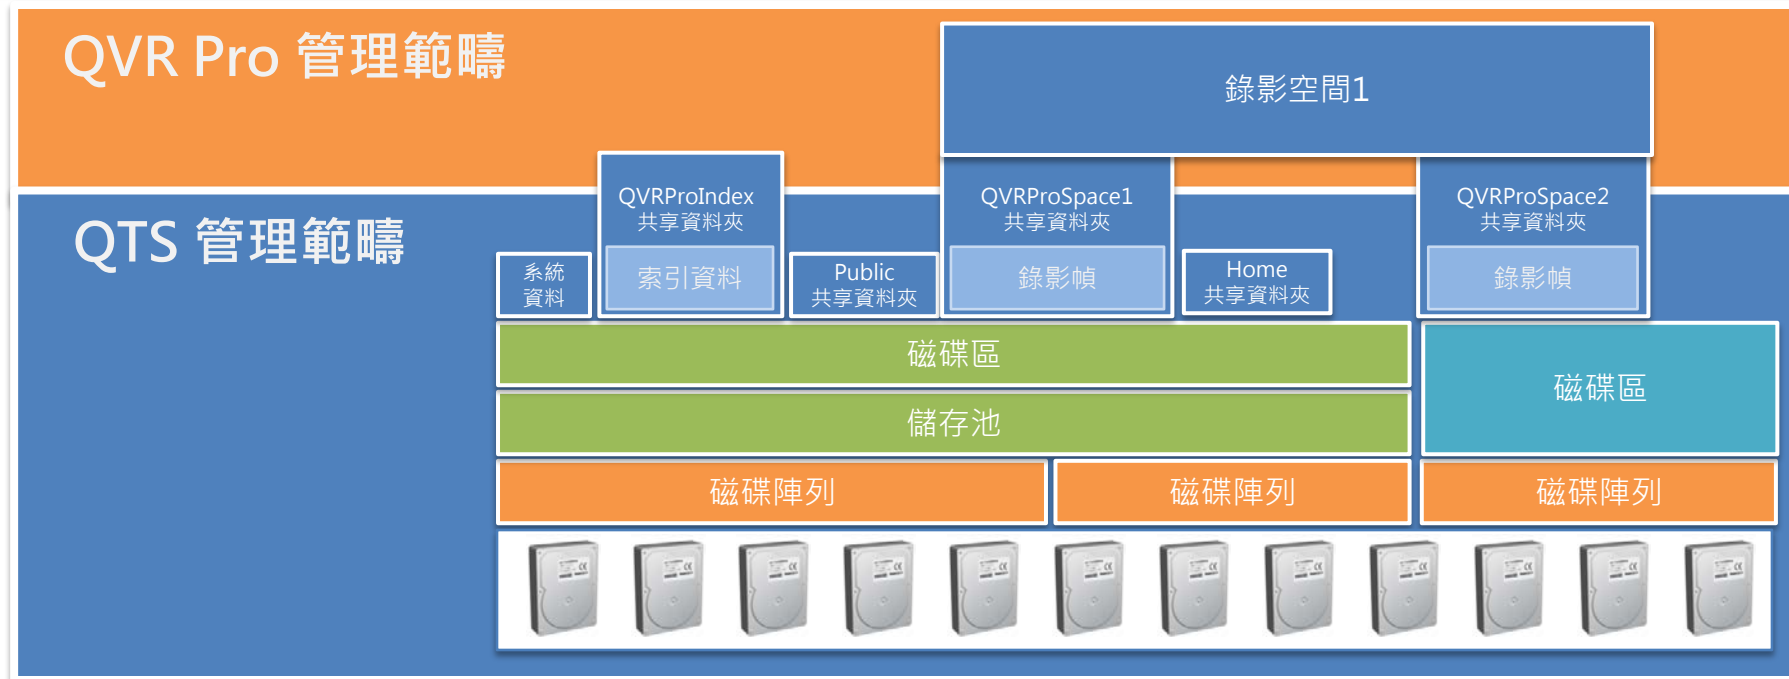 QVR Pro 管理範疇
錄影空間1
QTS 管理範疇
系統
資料
QVRProIndex
共享資料夾
索引資料
Public
共享資料夾
QVRProSpace1
共享資料夾
錄影幀
Home
共享資料夾
QVRProSpace2
共享資料夾
錄影幀
磁碟區
儲存池
磁碟區
磁碟陣列
磁碟陣列
磁碟陣列